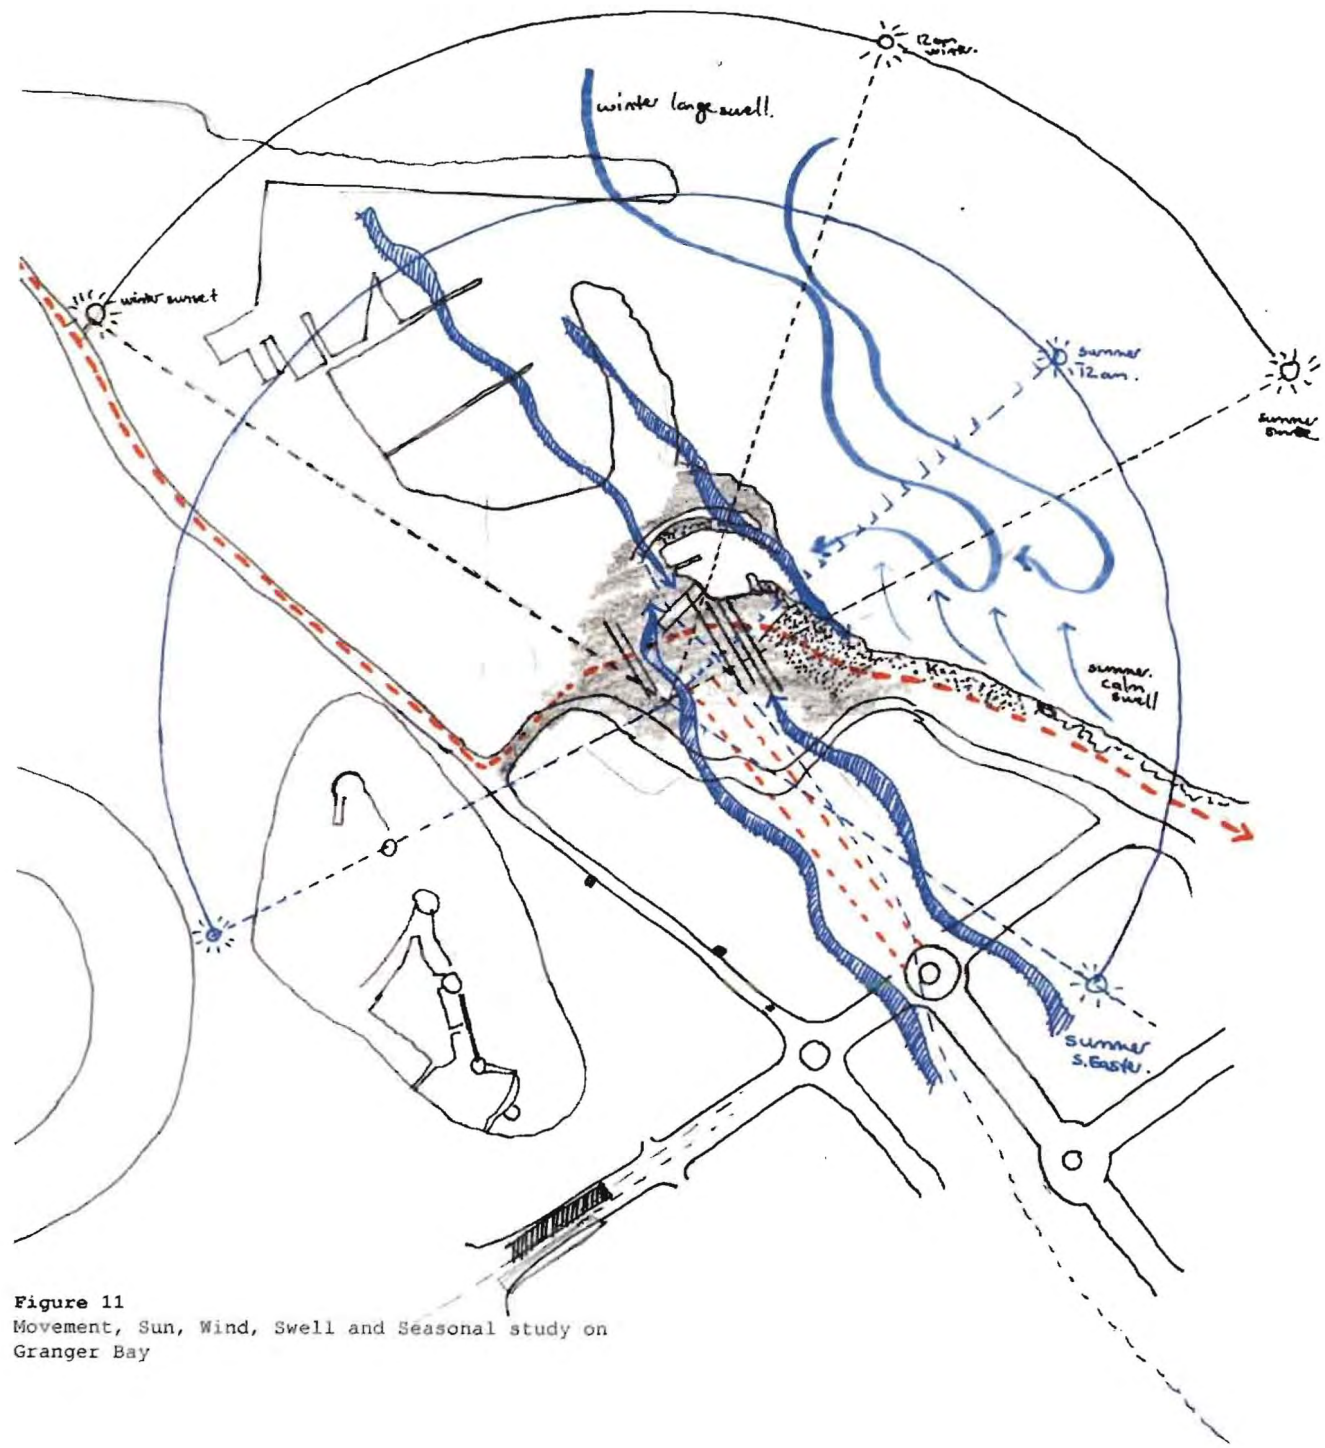 12am
winter.
winter large swell.
winter sunset
summer
12am.
summer
summer.
calm
swell
summer
S.Easter.
Figure 11
Movement, Sun, Wind, Swell and Seasonal study on
Granger Bay